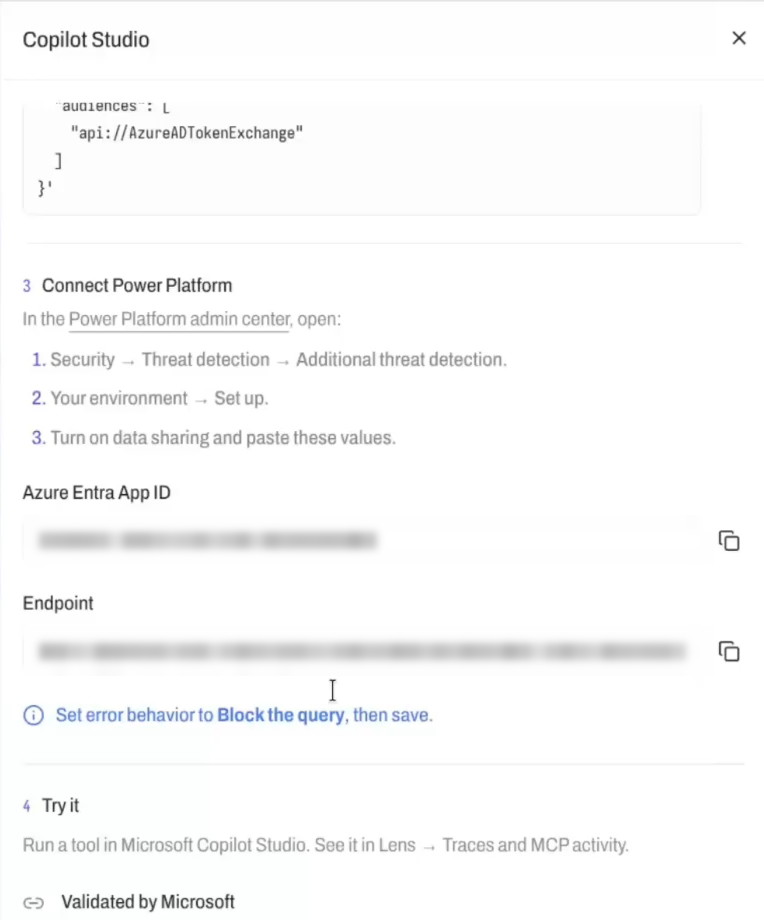 Copilot Studio
"audiences": [
"api://AzureADTokenExchange"
]
}'
3 Connect Power Platform
In the Power Platform admin center, open:
1. Security → Threat detection → Additional threat detection.
2. Your environment → Set up.
3. Turn on data sharing and paste these values.
Azure Entra App ID
Endpoint
Set error behavior to Block the query, then save.
4 Try it
Run a tool in Microsoft Copilot Studio. See it in Lens → Traces and MCP activity.
Validated by Microsoft